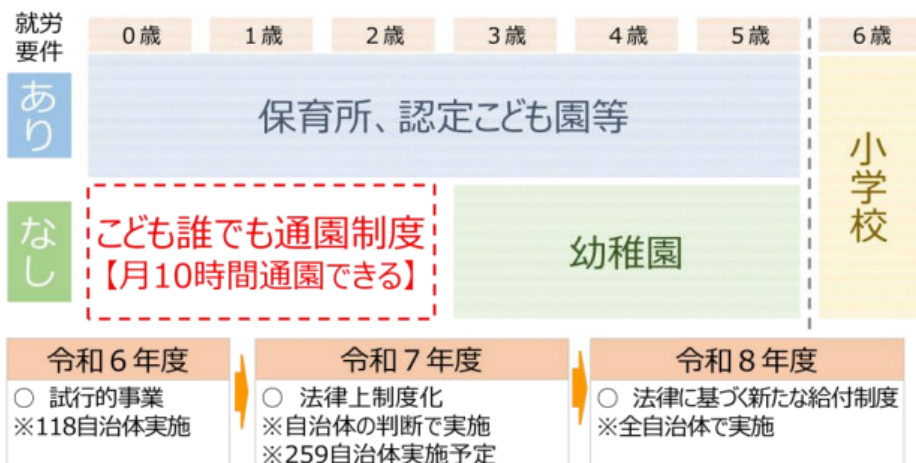 就労
要件
0歳 1歳 2歳 3歳 4歳 5歳 6歳
あり
保育所、認定こども園等
小学校
なし
こども誰でも通園制度
【月10時間通園できる】
幼稚園
令和6年度
○ 試行的事業
※118自治体実施
令和7年度
○ 法律上制度化
※自治体の判断で実施
※259自治体実施予定
令和8年度
○ 法律に基づく新たな給付制度
※全自治体で実施